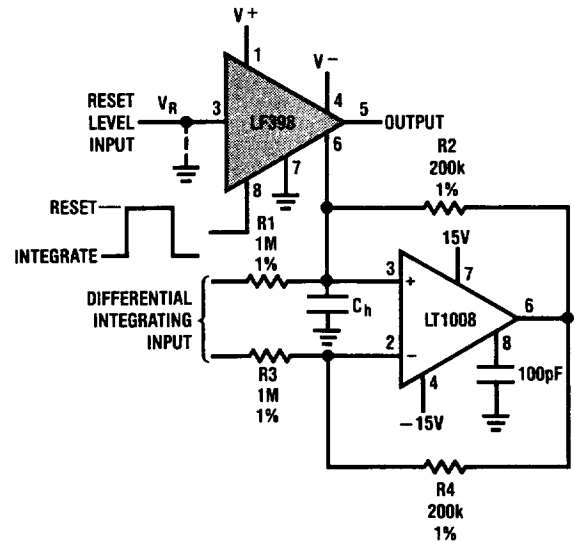 V+
1
V−
RESET
LEVEL
INPUT
VR
3
LF398
4
5
OUTPUT
6
7
8
R2
200k
1%
RESET
INTEGRATE
R1
1M
1%
15V
7
3
+
Ch
LT1008
6
DIFFERENTIAL
INTEGRATING
INPUT
2
−
8
100pF
R3
1M
1%
4
−15V
R4
200k
1%